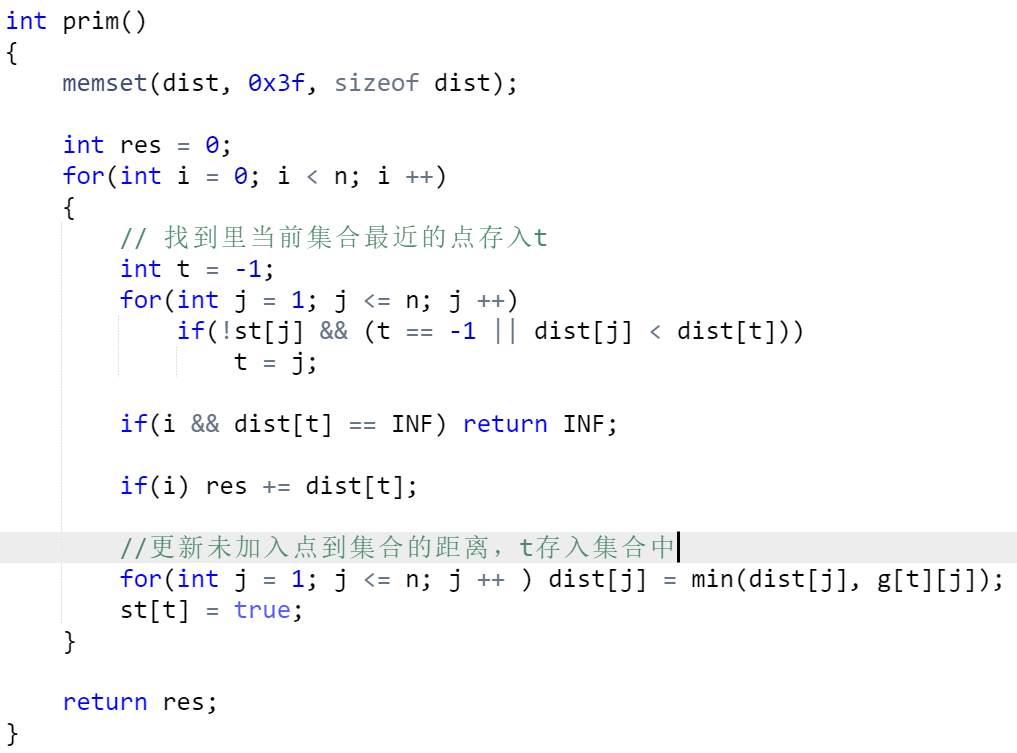 int prim()
{
    memset(dist, 0x3f, sizeof dist);

    int res = 0;
    for(int i = 0; i < n; i ++)
    {
        // 找到里当前集合最近的点存入t
        int t = -1;
        for(int j = 1; j <= n; j ++)
            if(!st[j] && (t == -1 || dist[j] < dist[t]))
                t = j;

        if(i && dist[t] == INF) return INF;

        if(i) res += dist[t];

        //更新未加入点到集合的距离，t存入集合中
        for(int j = 1; j <= n; j ++ ) dist[j] = min(dist[j], g[t][j]);
        st[t] = true;
    }

    return res;
}